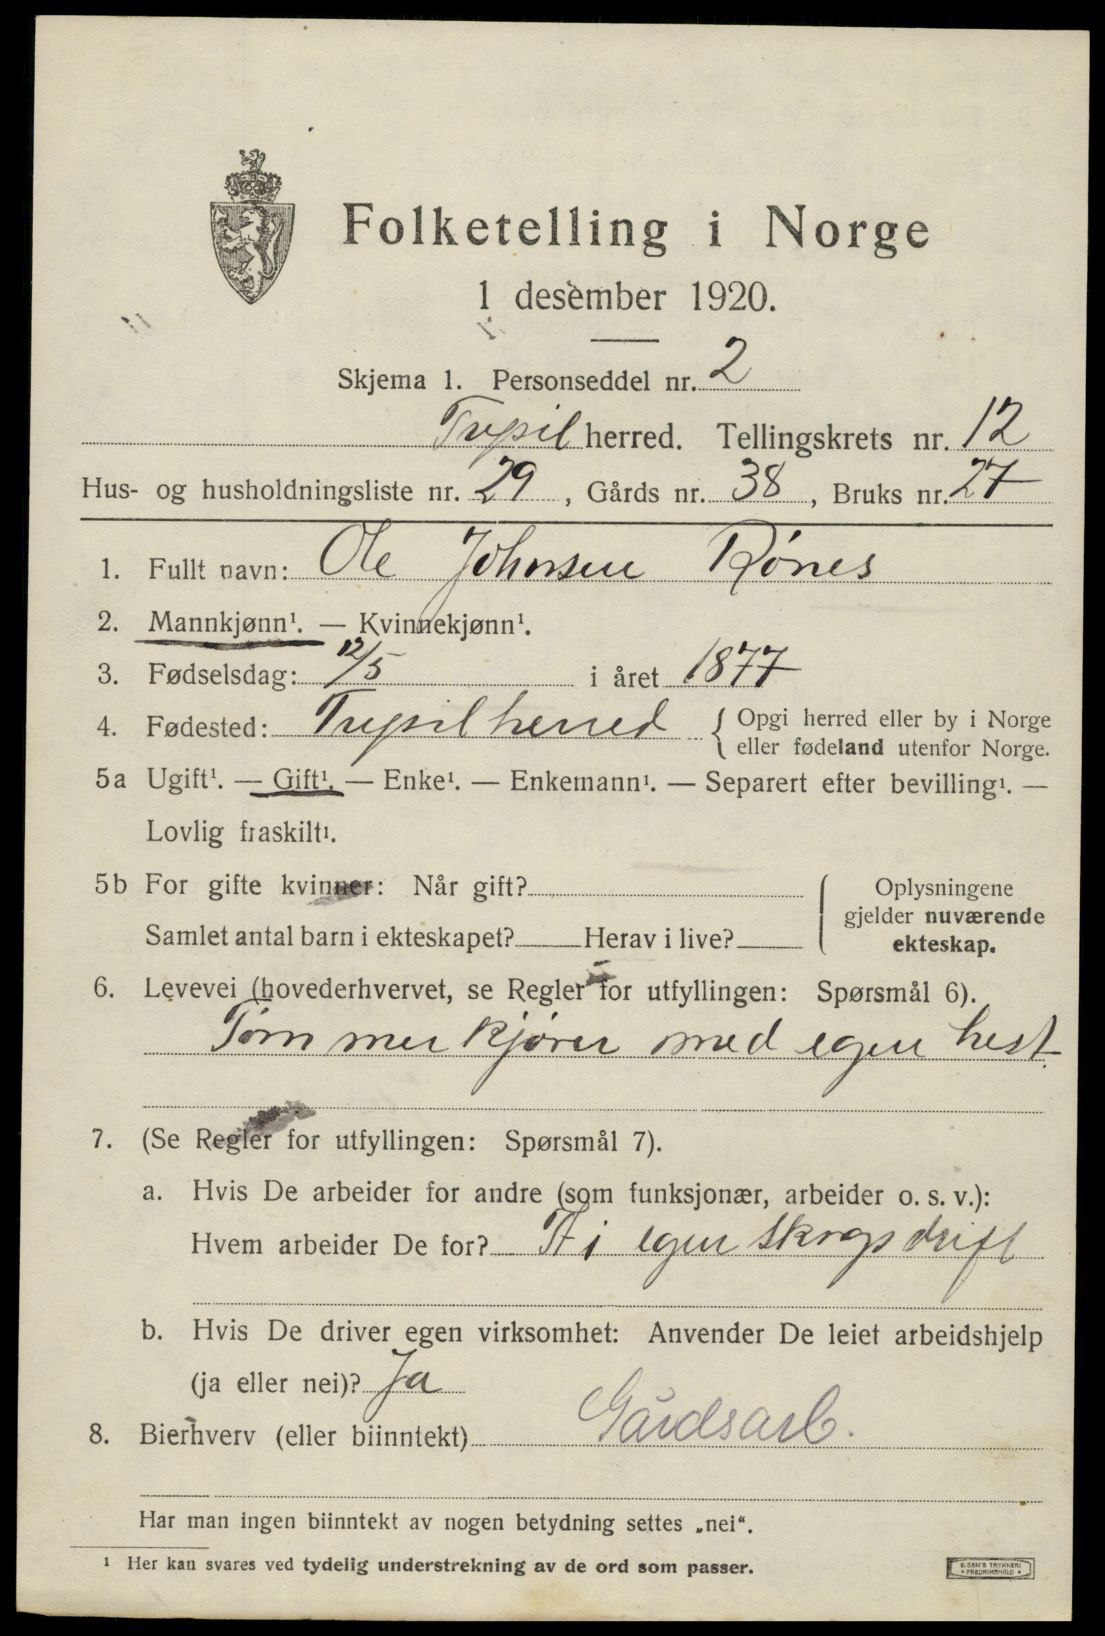 Folketelling i Norge
1 desember 1920.
Skjema 1. Personseddel nr. 2
Trysil herred. Tellingskrets nr. 12
Hus- og husholdningsliste nr. 29, Gårds nr. 38, Bruks nr. 27
1. Fullt navn: Ole Johnsen Rönes
2. Mannkjønn¹. — Kvinnekjønn¹.
3. Fødselsdag: 12/5 i året 1877
4. Fødested: Trysil herred { Opgi herred eller by i Norge
eller fødeland utenfor Norge.
5a Ugift¹. — Gift¹. — Enke¹. — Enkemann¹. — Separert efter bevilling¹. —
Lovlig fraskilt¹.
5b For gifte kvinner: Når gift?
Samlet antal barn i ekteskapet? Herav i live?
Oplysningene
gjelder nuværende
ekteskap.
6. Levevei (hovederhvervet, se Regler for utfyllingen: Spørsmål 6).
Tömmerkjörer med egen hest
7. (Se Regler for utfyllingen: Spørsmål 7).
a. Hvis De arbeider for andre (som funksjonær, arbeider o. s. v.):
Hvem arbeider De for? i egen skogsdrift
b. Hvis De driver egen virksomhet: Anvender De leiet arbeidshjelp
(ja eller nei)? Ja
8. Bierhverv (eller biinntekt) Gårdsarb.
Har man ingen biinntekt av nogen betydning settes „nei“.
¹ Her kan svares ved tydelig understrekning av de ord som passer.